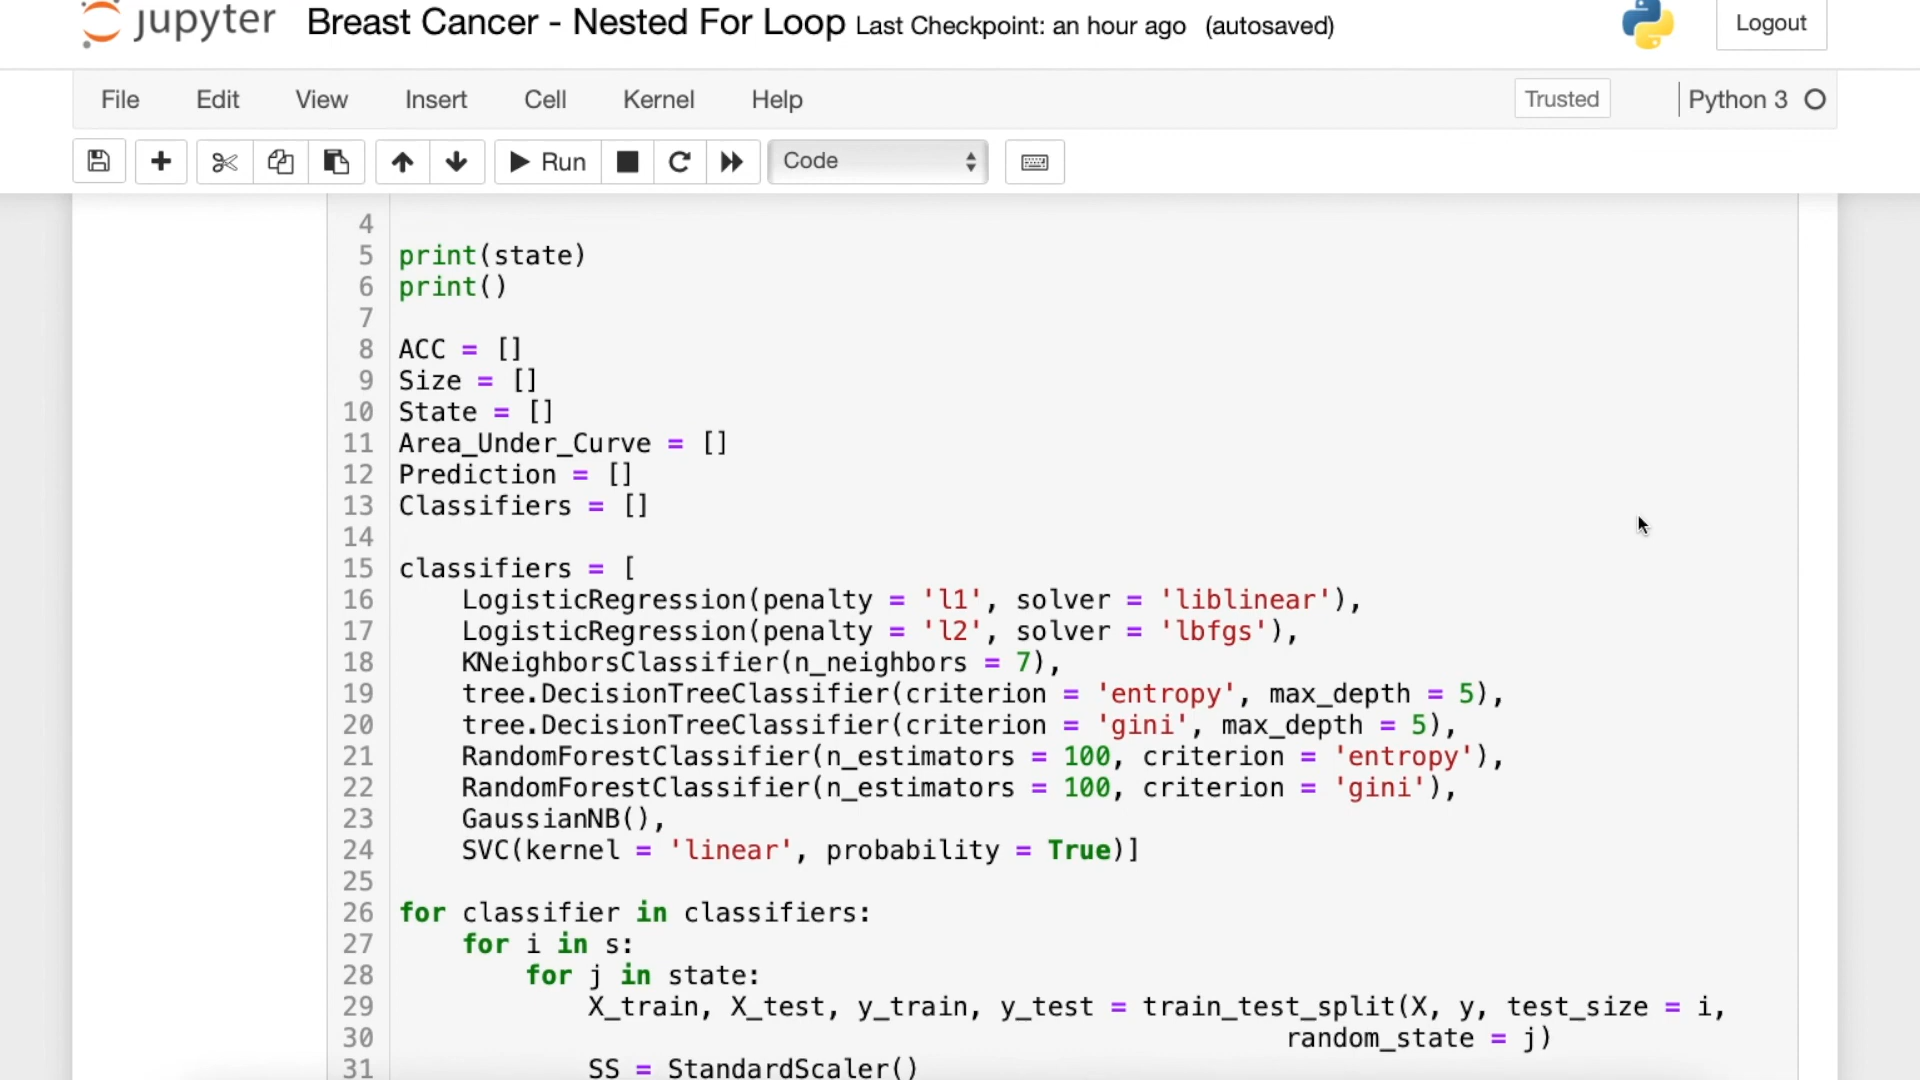 jupyter Breast Cancer - Nested For Loop Last Checkpoint: an hour ago (autosaved) Logout
File Edit View Insert Cell Kernel Help Trusted Python 3
Run Code
4
5 print(state)
6 print()
7
8 ACC = []
9 Size = []
10 State = []
11 Area_Under_Curve = []
12 Prediction = []
13 Classifiers = []
14
15 classifiers = [
16     LogisticRegression(penalty = 'l1', solver = 'liblinear'),
17     LogisticRegression(penalty = 'l2', solver = 'lbfgs'),
18     KNeighborsClassifier(n_neighbors = 7),
19     tree.DecisionTreeClassifier(criterion = 'entropy', max_depth = 5),
20     tree.DecisionTreeClassifier(criterion = 'gini', max_depth = 5),
21     RandomForestClassifier(n_estimators = 100, criterion = 'entropy'),
22     RandomForestClassifier(n_estimators = 100, criterion = 'gini'),
23     GaussianNB(),
24     SVC(kernel = 'linear', probability = True)]
25
26 for classifier in classifiers:
27     for i in s:
28         for j in state:
29             X_train, X_test, y_train, y_test = train_test_split(X, y, test_size = i,
30                                                         random_state = j)
31             SS = StandardScaler()